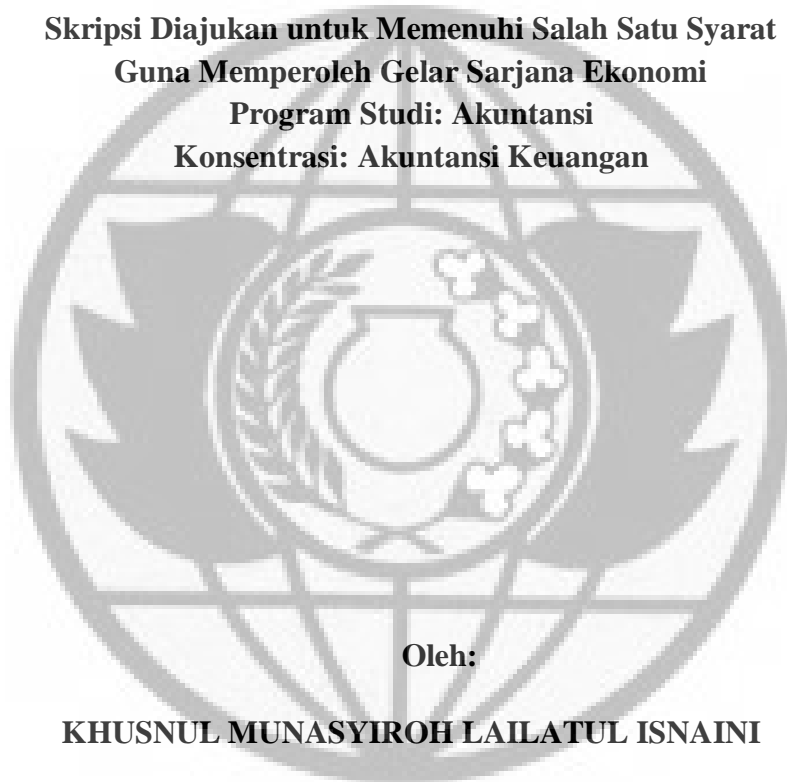 Skripsi Diajukan untuk Memenuhi Salah Satu Syarat
Guna Memperoleh Gelar Sarjana Ekonomi
Program Studi: Akuntansi
Konsentrasi: Akuntansi Keuangan
Oleh:
KHUSNUL MUNASYIROH LAILATUL ISNAINI